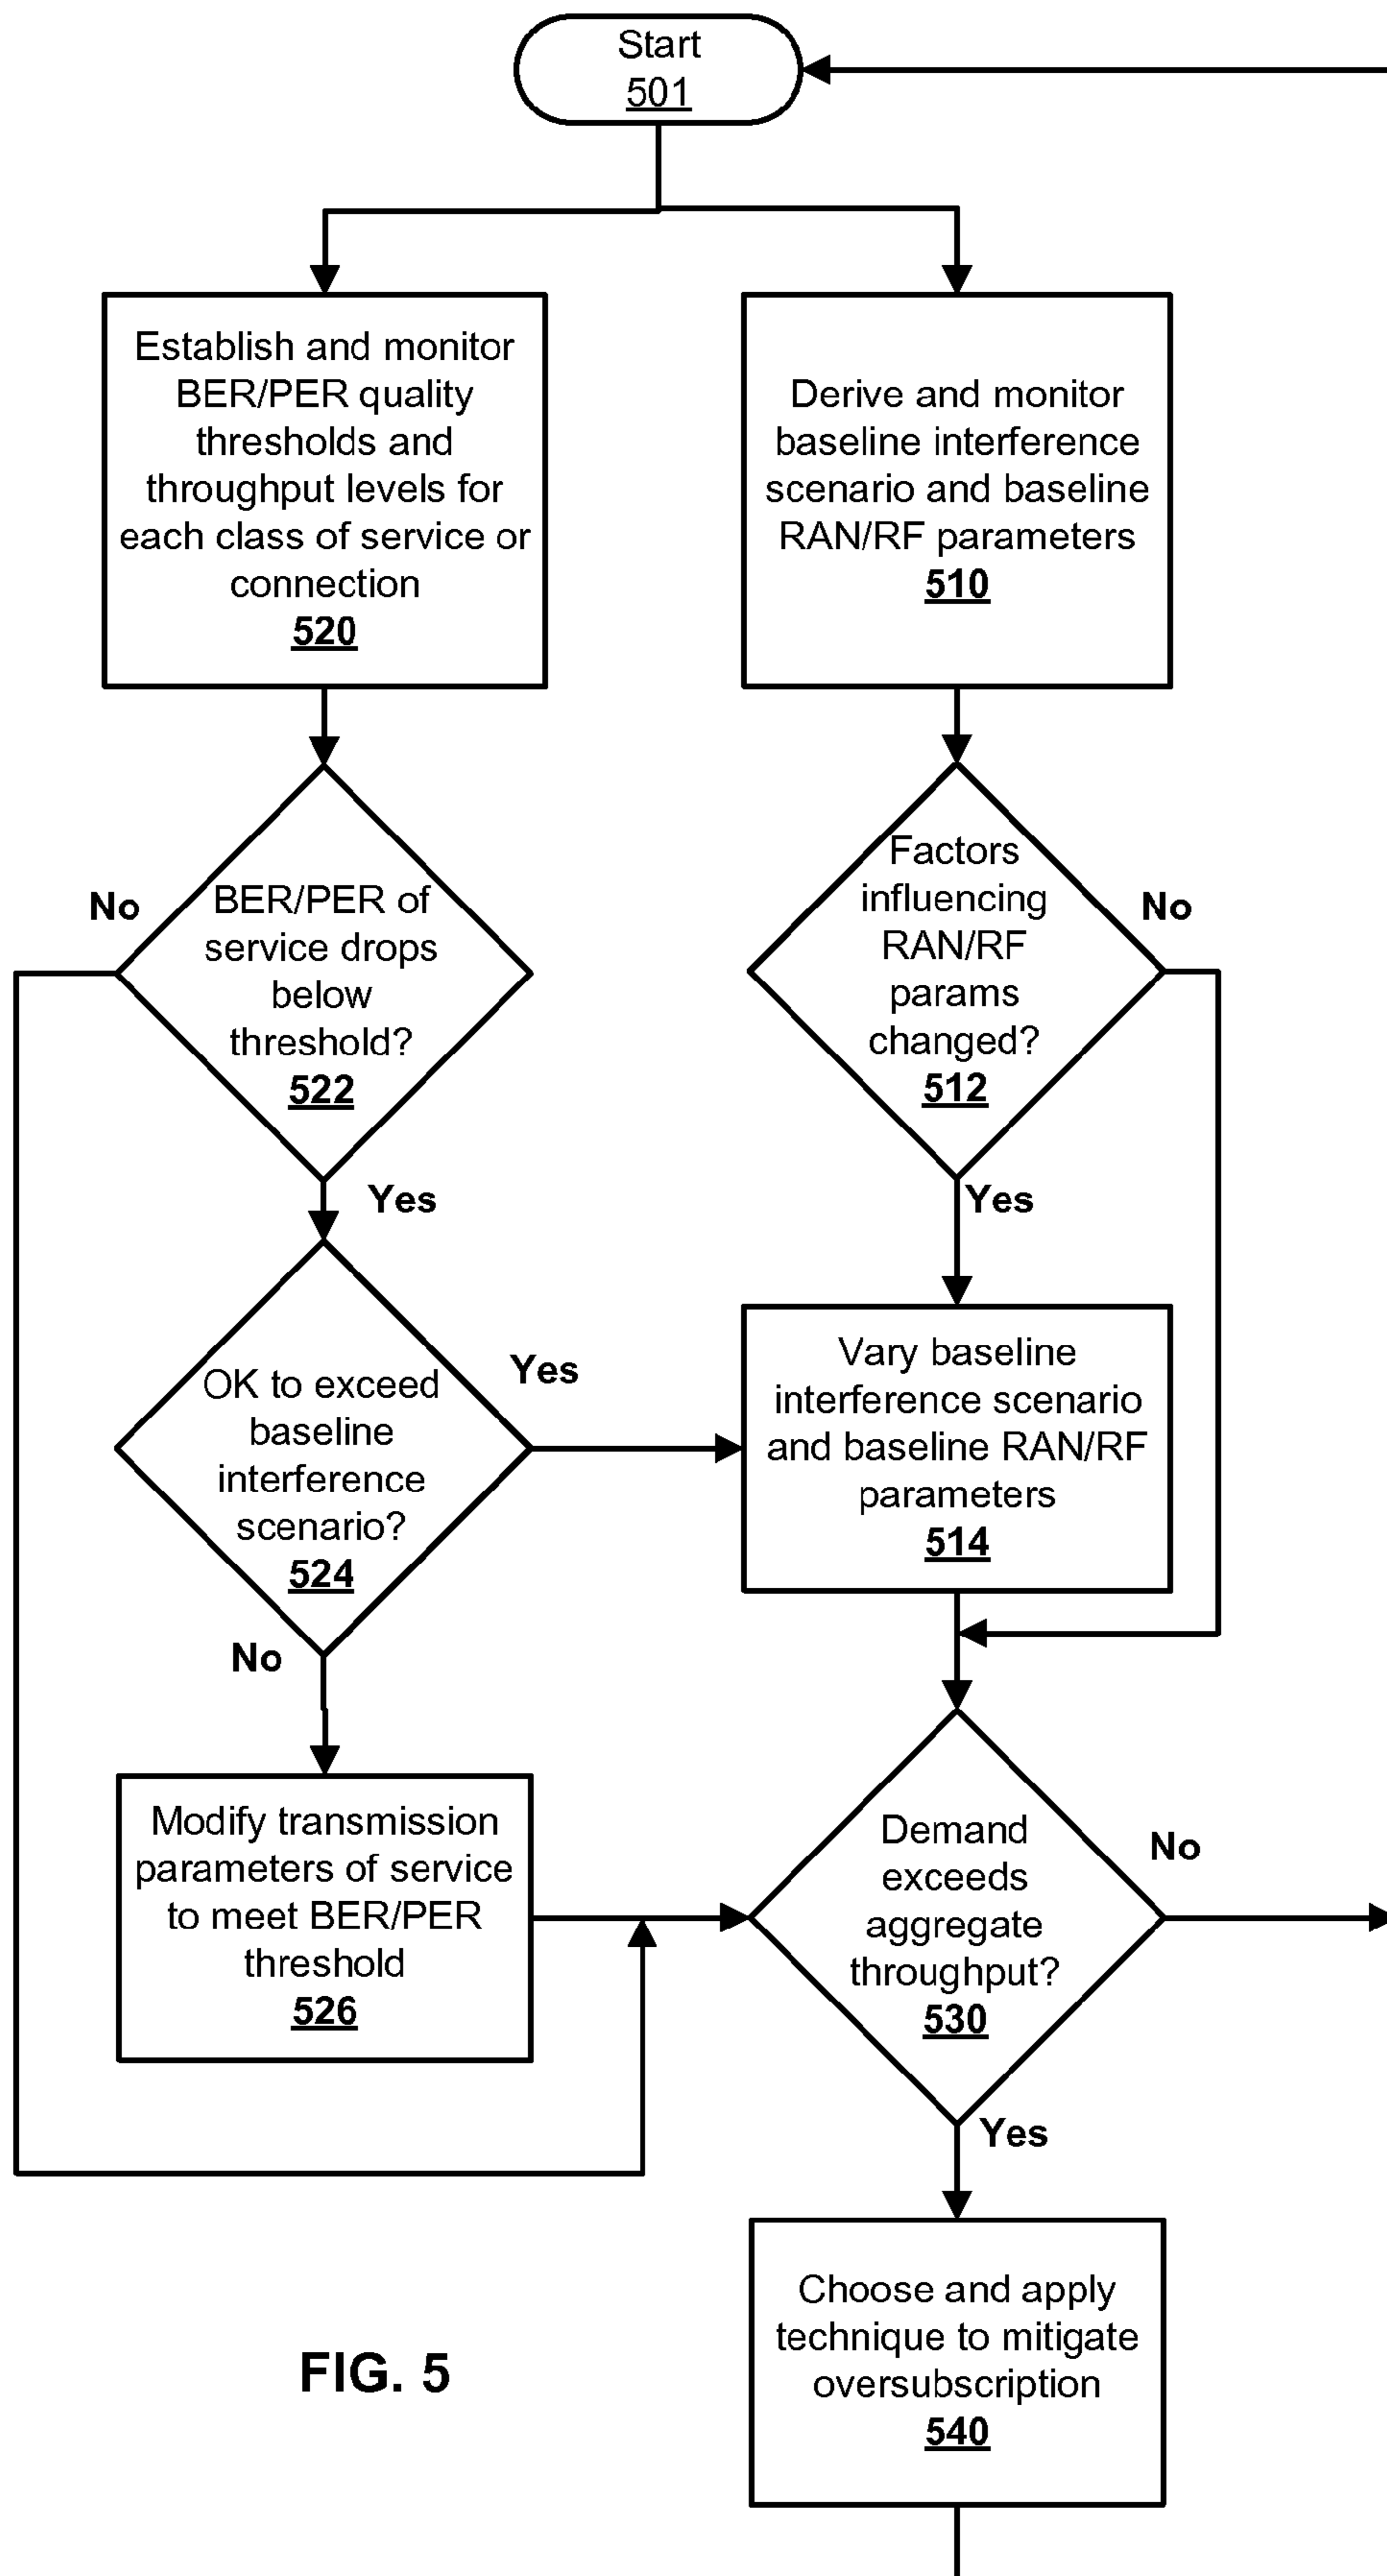 Start
501
Establish and monitor
BER/PER quality
thresholds and
throughput levels for
each class of service or
connection
520
Derive and monitor
baseline interference
scenario and baseline
RAN/RF parameters
510
No
BER/PER of
service drops
below
threshold?
522
Yes
Factors
influencing
RAN/RF
params
changed?
512
No
Yes
OK to exceed
baseline
interference
scenario?
524
Yes
No
Vary baseline
interference scenario
and baseline RAN/RF
parameters
514
Modify transmission
parameters of service
to meet BER/PER
threshold
526
Demand
exceeds
aggregate
throughput?
530
No
Yes
Choose and apply
technique to mitigate
oversubscription
540
FIG. 5